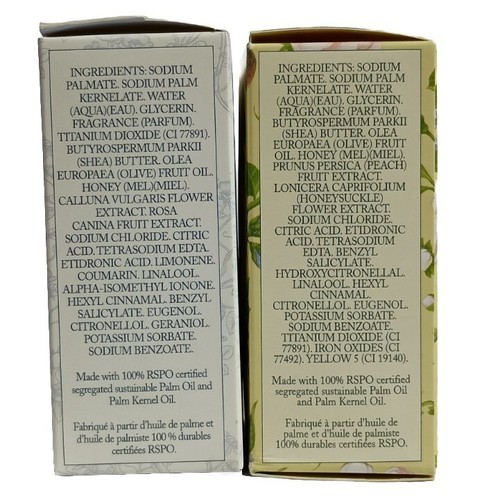 INGREDIENTS: SODIUM
PALMATE. SODIUM PALM
KERNELATE. WATER
(AQUA)(EAU). GLYCERIN.
FRAGRANCE (PARFUM).
TITANIUM DIOXIDE (CI 77891).
BUTYROSPERMUM PARKII
(SHEA) BUTTER. OLEA
EUROPAEA (OLIVE) FRUIT OIL.
HONEY (MEL)(MIEL).
CALLUNA VULGARIS FLOWER
EXTRACT. ROSA
CANINA FRUIT EXTRACT.
SODIUM CHLORIDE. CITRIC
ACID. TETRASODIUM EDTA.
ETIDRONIC ACID. LIMONENE.
COUMARIN. LINALOOL.
ALPHA-ISOMETHYL IONONE.
HEXYL CINNAMAL. BENZYL
SALICYLATE. EUGENOL.
CITRONELLOL. GERANIOL.
POTASSIUM SORBATE.
SODIUM BENZOATE.
Made with 100% RSPO certified
segregated sustainable Palm Oil and
Palm Kernel Oil.
Fabriqué à partir d'huile de palme et
d'huile de palmiste 100 % durables
certifiées RSPO.
INGREDIENTS: SODIUM
PALMATE. SODIUM PALM
KERNELATE. WATER
(AQUA)(EAU). GLYCERIN.
FRAGRANCE (PARFUM).
BUTYROSPERMUM PARKII
(SHEA) BUTTER. OLEA
EUROPAEA (OLIVE) FRUIT
OIL. HONEY (MEL)(MIEL).
PRUNUS PERSICA (PEACH)
FRUIT EXTRACT.
LONICERA CAPRIFOLIUM
(HONEYSUCKLE)
FLOWER EXTRACT.
SODIUM CHLORIDE.
CITRIC ACID. ETIDRONIC
ACID. TETRASODIUM
EDTA. BENZYL
SALICYLATE.
HYDROXYCITRONELLAL.
LINALOOL. HEXYL
CINNAMAL.
CITRONELLOL. EUGENOL.
POTASSIUM SORBATE.
SODIUM BENZOATE.
TITANIUM DIOXIDE (CI
77891). IRON OXIDES (CI
77492). YELLOW 5 (CI 19140).
Made with 100% RSPO certified
segregated sustainable Palm Oil
and Palm Kernel Oil.
Fabriqué à partir d'huile de palme
et d'huile de palmiste
100% durables certifiées RSPO.